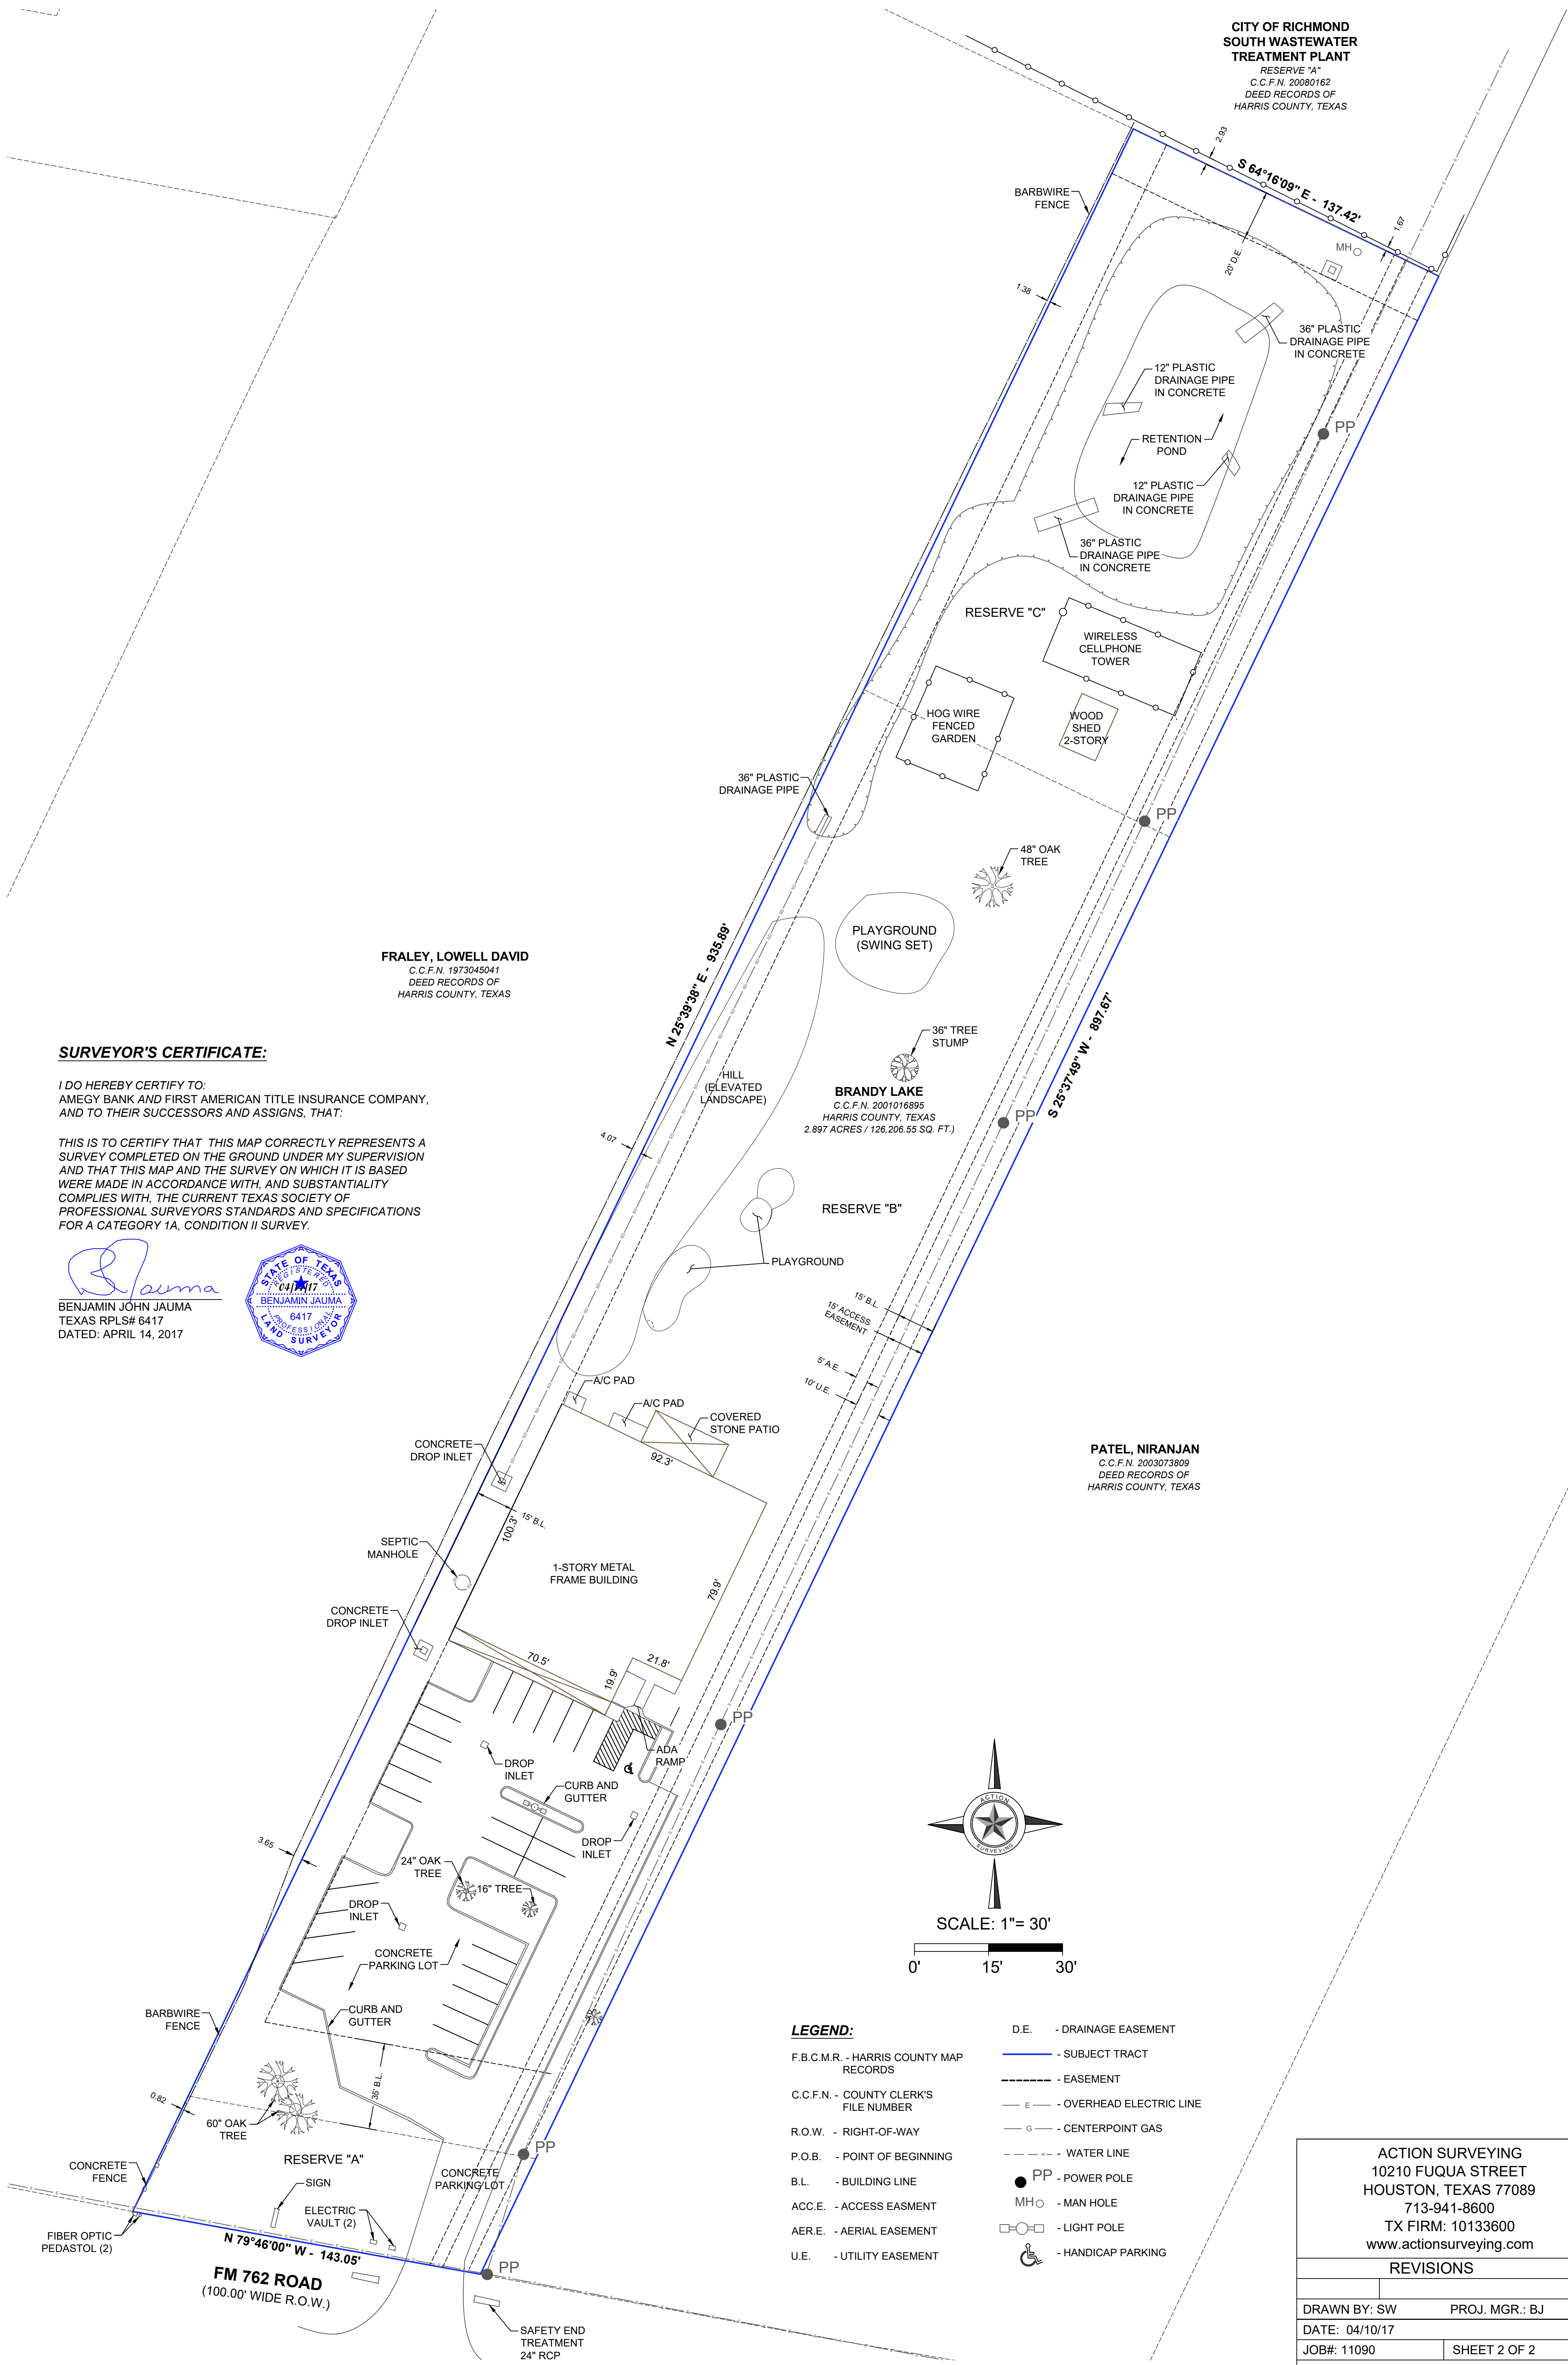 CITY OF RICHMOND
SOUTH WASTEWATER
TREATMENT PLANT
RESERVE "A"
C.C.F.N. 20080162
DEED RECORDS OF
HARRIS COUNTY, TEXAS
2.93
S 64°16'09" E - 137.42'
1.67
BARBWIRE
FENCE
MH
20' D.E.
1.38
36" PLASTIC
DRAINAGE PIPE
IN CONCRETE
12" PLASTIC
DRAINAGE PIPE
IN CONCRETE
PP
RETENTION
POND
12" PLASTIC
DRAINAGE PIPE
IN CONCRETE
36" PLASTIC
DRAINAGE PIPE
IN CONCRETE
RESERVE "C"
WIRELESS
CELLPHONE
TOWER
HOG WIRE
FENCED
GARDEN
WOOD
SHED
2-STORY
36" PLASTIC
DRAINAGE PIPE
PP
48" OAK
TREE
PLAYGROUND
(SWING SET)
N 25°39'38" E - 935.89'
FRALEY, LOWELL DAVID
C.C.F.N. 1973045041
DEED RECORDS OF
HARRIS COUNTY, TEXAS
S 25°37'49" W - 897.67'
36" TREE
STUMP
SURVEYOR'S CERTIFICATE:
I DO HEREBY CERTIFY TO:
AMEGY BANK AND FIRST AMERICAN TITLE INSURANCE COMPANY,
AND TO THEIR SUCCESSORS AND ASSIGNS, THAT:
THIS IS TO CERTIFY THAT THIS MAP CORRECTLY REPRESENTS A
SURVEY COMPLETED ON THE GROUND UNDER MY SUPERVISION
AND THAT THIS MAP AND THE SURVEY ON WHICH IT IS BASED
WERE MADE IN ACCORDANCE WITH, AND SUBSTANTIALITY
COMPLIES WITH, THE CURRENT TEXAS SOCIETY OF
PROFESSIONAL SURVEYORS STANDARDS AND SPECIFICATIONS
FOR A CATEGORY 1A, CONDITION II SURVEY.
B Jauma
BENJAMIN JOHN JAUMA
TEXAS RPLS# 6417
DATED: APRIL 14, 2017
STATE OF TEXAS
REGISTERED
BENJAMIN JAUMA
6417
PROFESSIONAL
LAND SURVEYOR
HILL
(ELEVATED
LANDSCAPE)
BRANDY LAKE
C.C.F.N. 2001016895
HARRIS COUNTY, TEXAS
2.897 ACRES / 126,206.55 SQ. FT.)
PP
4.07
RESERVE "B"
PLAYGROUND
15' B.L.
15' ACCESS
EASEMENT
5' A.E.
10' U.E.
A/C PAD
A/C PAD
COVERED
STONE PATIO
CONCRETE
DROP INLET
92.3'
PATEL, NIRANJAN
C.C.F.N. 2003073809
DEED RECORDS OF
HARRIS COUNTY, TEXAS
15' B.L.
100.3'
SEPTIC
MANHOLE
1-STORY METAL
FRAME BUILDING
79.9'
CONCRETE
DROP INLET
70.5'
21.8'
19.9'
PP
ADA
RAMP
DROP
INLET
CURB AND
GUTTER
DROP
INLET
3.65
24" OAK
TREE
16" TREE
DROP
INLET
CONCRETE
PARKING LOT
ACTION
SURVEYING
SCALE: 1"= 30'
0' 15' 30'
BARBWIRE
FENCE
CURB AND
GUTTER
35' B.L.
0.82
60" OAK
TREE
PP
RESERVE "A"
CONCRETE
FENCE
SIGN
CONCRETE
PARKING LOT
ELECTRIC
VAULT (2)
FIBER OPTIC
PEDASTOL (2)
N 79°46'00" W - 143.05'
FM 762 ROAD
(100.00' WIDE R.O.W.)
PP
SAFETY END
TREATMENT
24" RCP
LEGEND:
F.B.C.M.R. - HARRIS COUNTY MAP
RECORDS
C.C.F.N. - COUNTY CLERK'S
FILE NUMBER
R.O.W. - RIGHT-OF-WAY
P.O.B. - POINT OF BEGINNING
B.L. - BUILDING LINE
ACC.E. - ACCESS EASMENT
AER.E. - AERIAL EASEMENT
U.E. - UTILITY EASEMENT
D.E. - DRAINAGE EASEMENT
- SUBJECT TRACT
- EASEMENT
E - OVERHEAD ELECTRIC LINE
G - CENTERPOINT GAS
- WATER LINE
PP - POWER POLE
MH - MAN HOLE
- LIGHT POLE
- HANDICAP PARKING
ACTION SURVEYING
10210 FUQUA STREET
HOUSTON, TEXAS 77089
713-941-8600
TX FIRM: 10133600
www.actionsurveying.com
REVISIONS
DRAWN BY: SW PROJ. MGR.: BJ
DATE: 04/10/17
JOB#: 11090 SHEET 2 OF 2